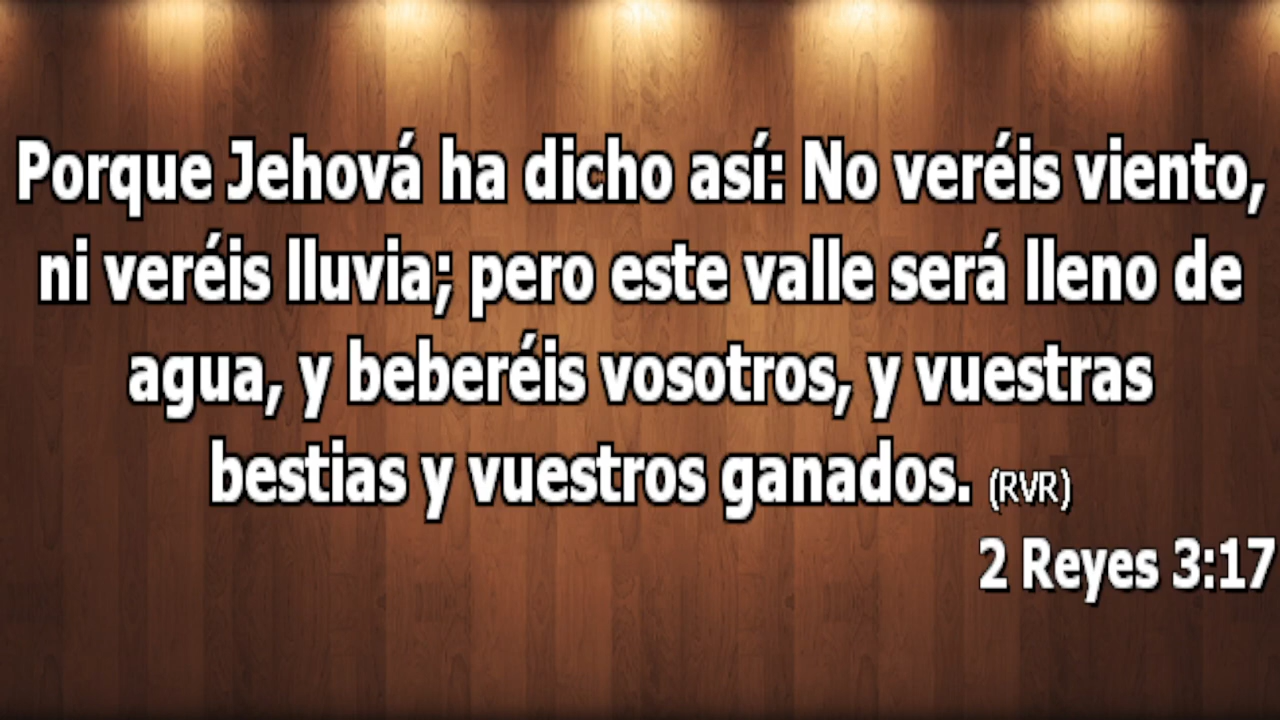 Porque Jehová ha dicho así: No veréis viento,
ni veréis lluvia; pero este valle será lleno de
agua, y beberéis vosotros, y vuestras
bestias y vuestros ganados. (RVR)
2 Reyes 3:17